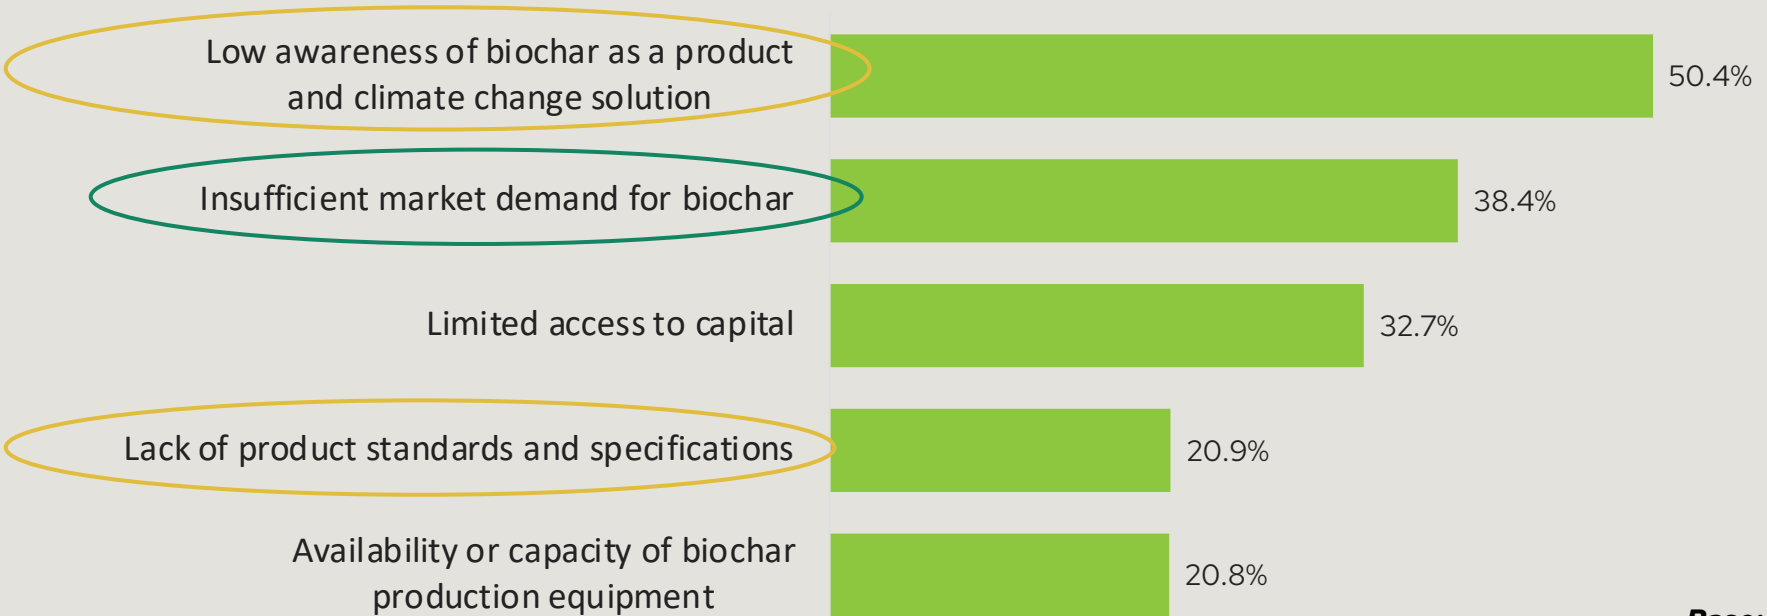 Low awareness of biochar as a product
and climate change solution
50.4%
Insufficient market demand for biochar
38.4%
Limited access to capital
32.7%
Lack of product standards and specifications
20.9%
Availability or capacity of biochar
production equipment
20.8%